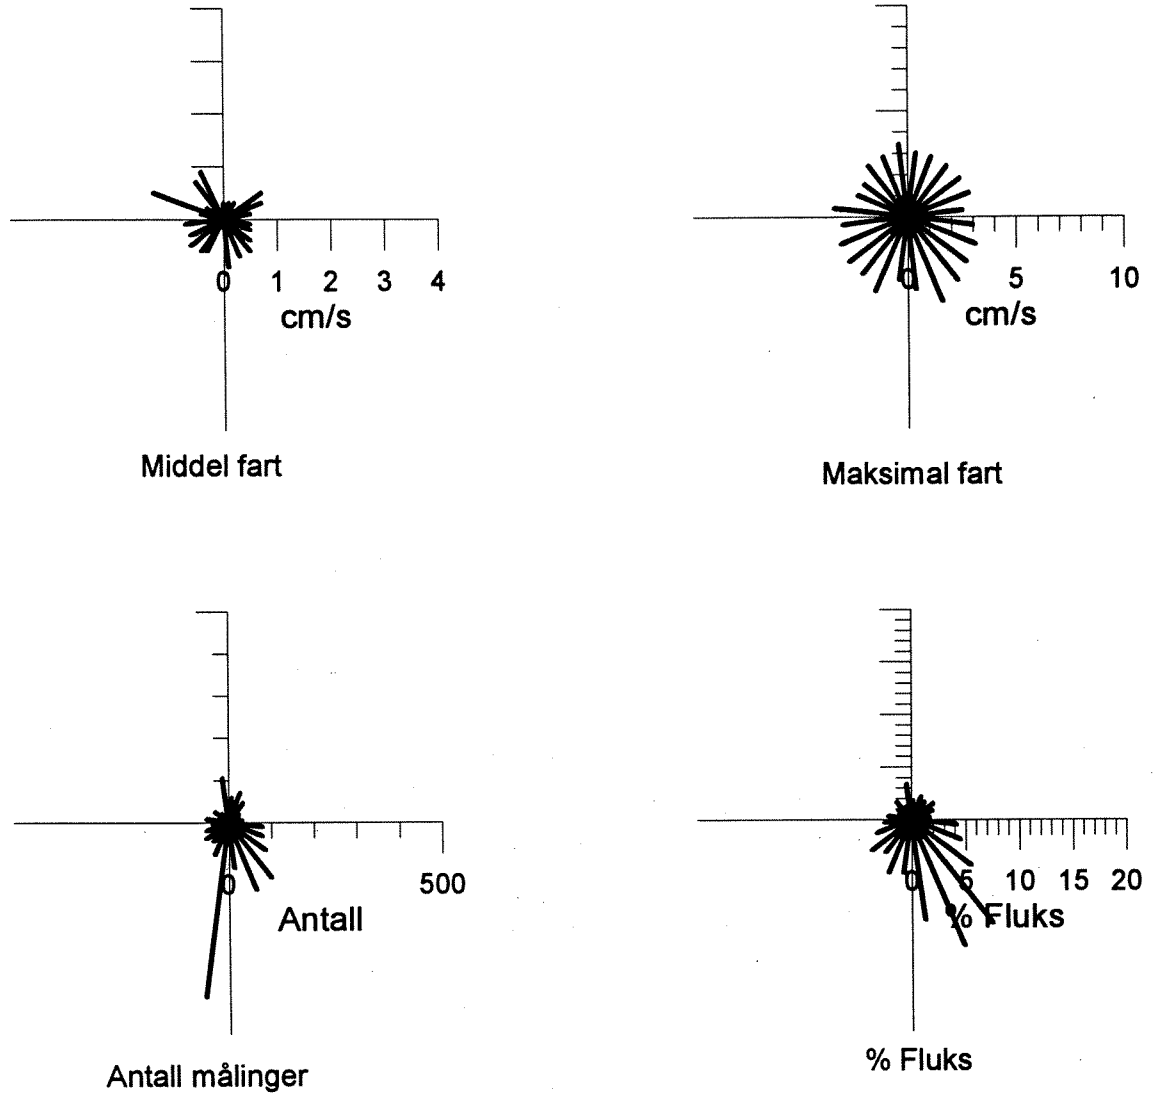 0 1 2 3 4
cm/s
Middel fart
0 5 10
cm/s
Maksimal fart
0 500
Antall
Antall målinger
0 5 10 15 20
% Fluks
% Fluks